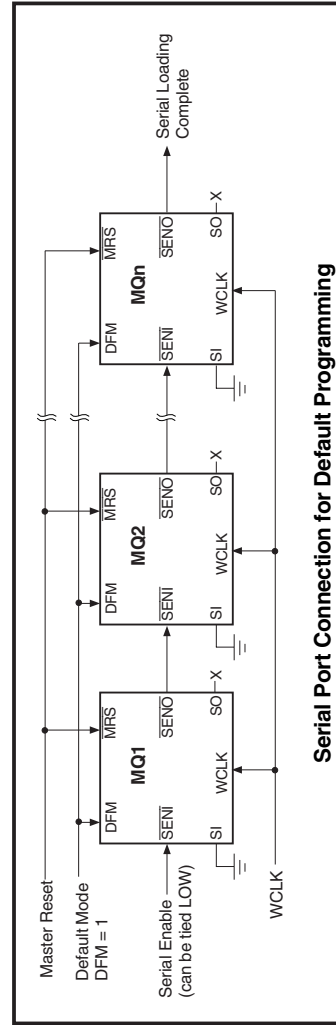 Master Reset
Default Mode
DFM = 1
Serial Enable
(can be tied LOW)
WCLK
DFM
MRS
MQ1
SENI
SENO
SI
WCLK
SO
X
DFM
MRS
MQ2
SENI
SENO
SI
WCLK
SO
X
DFM
MRS
MQn
SENI
SENO
SI
WCLK
SO
X
Serial Loading
Complete
Serial Port Connection for Default Programming